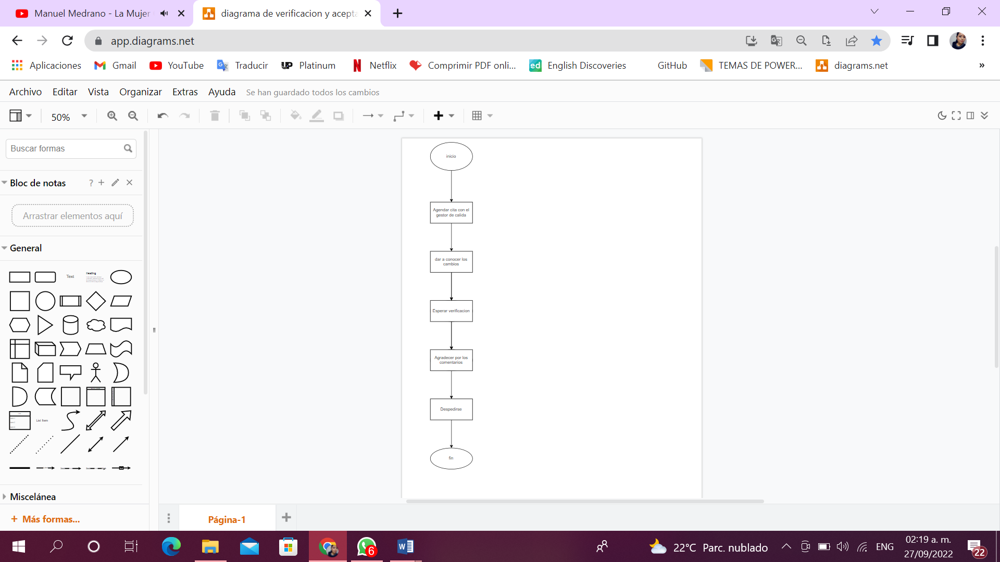 Manuel Medrano - La Mujer
diagrama de verificacion y acepta
app.diagrams.net
Aplicaciones
Gmail
YouTube
Traducir
UP Platinum
Netflix
Comprimir PDF onli...
ed English Discoveries
GitHub
TEMAS DE POWER...
diagrams.net
»
Archivo Editar Vista Organizar Extras Ayuda Se han guardado todos los cambios
50%
Buscar formas
Bloc de notas
?
Arrastrar elementos aquí
General
Text
Heading
List Item
Miscelánea
+ Más formas...
inicio
Agendar cita con el
gestor de calida
dar a conocer los
cambios
Esperar verificacion
Agradecer por los
comentarios
Despedirse
fin
Página-1
6
22°C Parc. nublado
ENG
02:19 a. m.
27/09/2022
22